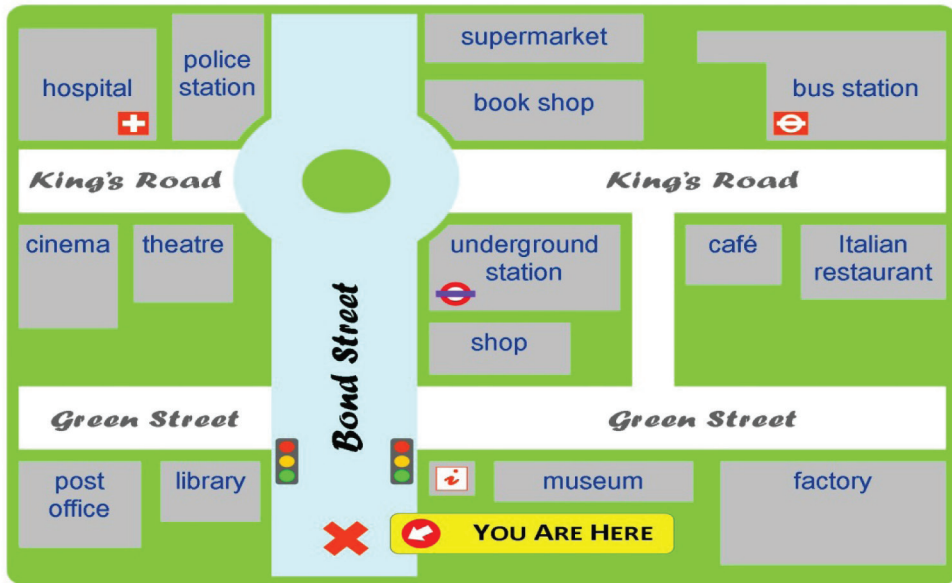 supermarket
police
station
hospital
book shop
bus station
King's Road
King's Road
cinema
theatre
underground
station
café
Italian
restaurant
shop
Bond Street
Green Street
Green Street
post
office
library
i
museum
factory
YOU ARE HERE